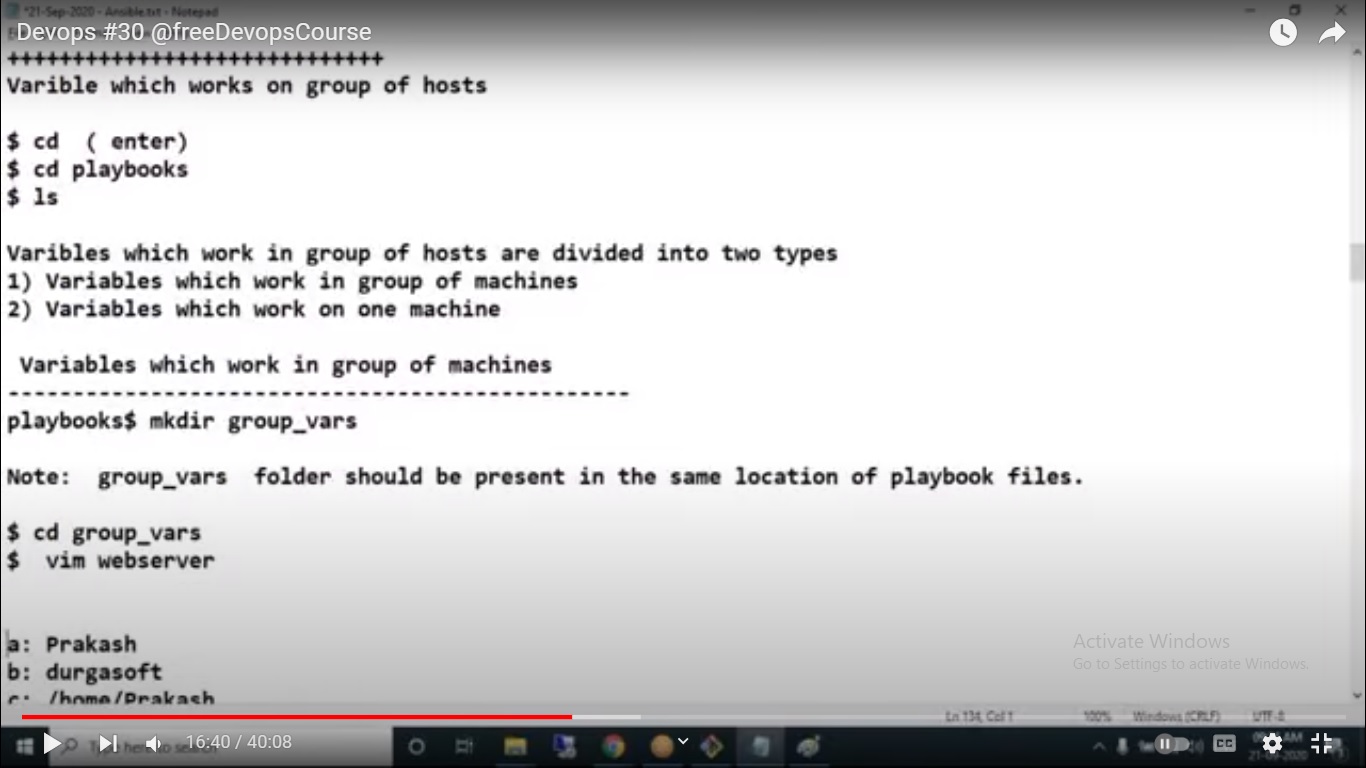 *21-Sep-2020 - Ansible.txt - Notepad
Devops #30 @freeDevopsCourse
+++++++++++++++++++++++++++++
Varible which works on group of hosts
$ cd  ( enter)
$ cd playbooks
$ ls
Varibles which work in group of hosts are divided into two types
1) Variables which work in group of machines
2) Variables which work on one machine
Variables which work in group of machines
------------------------------------------------
playbooks$ mkdir group_vars
Note:  group_vars  folder should be present in the same location of playbook files.
$ cd group_vars
$  vim webserver
a: Prakash
b: durgasoft
c: /home/Prakash
Activate Windows
Go to Settings to activate Windows.
Ln 134, Col 1 100% Windows (CRLF) UTF-8
16:40 / 40:08
CC
21-09-2020